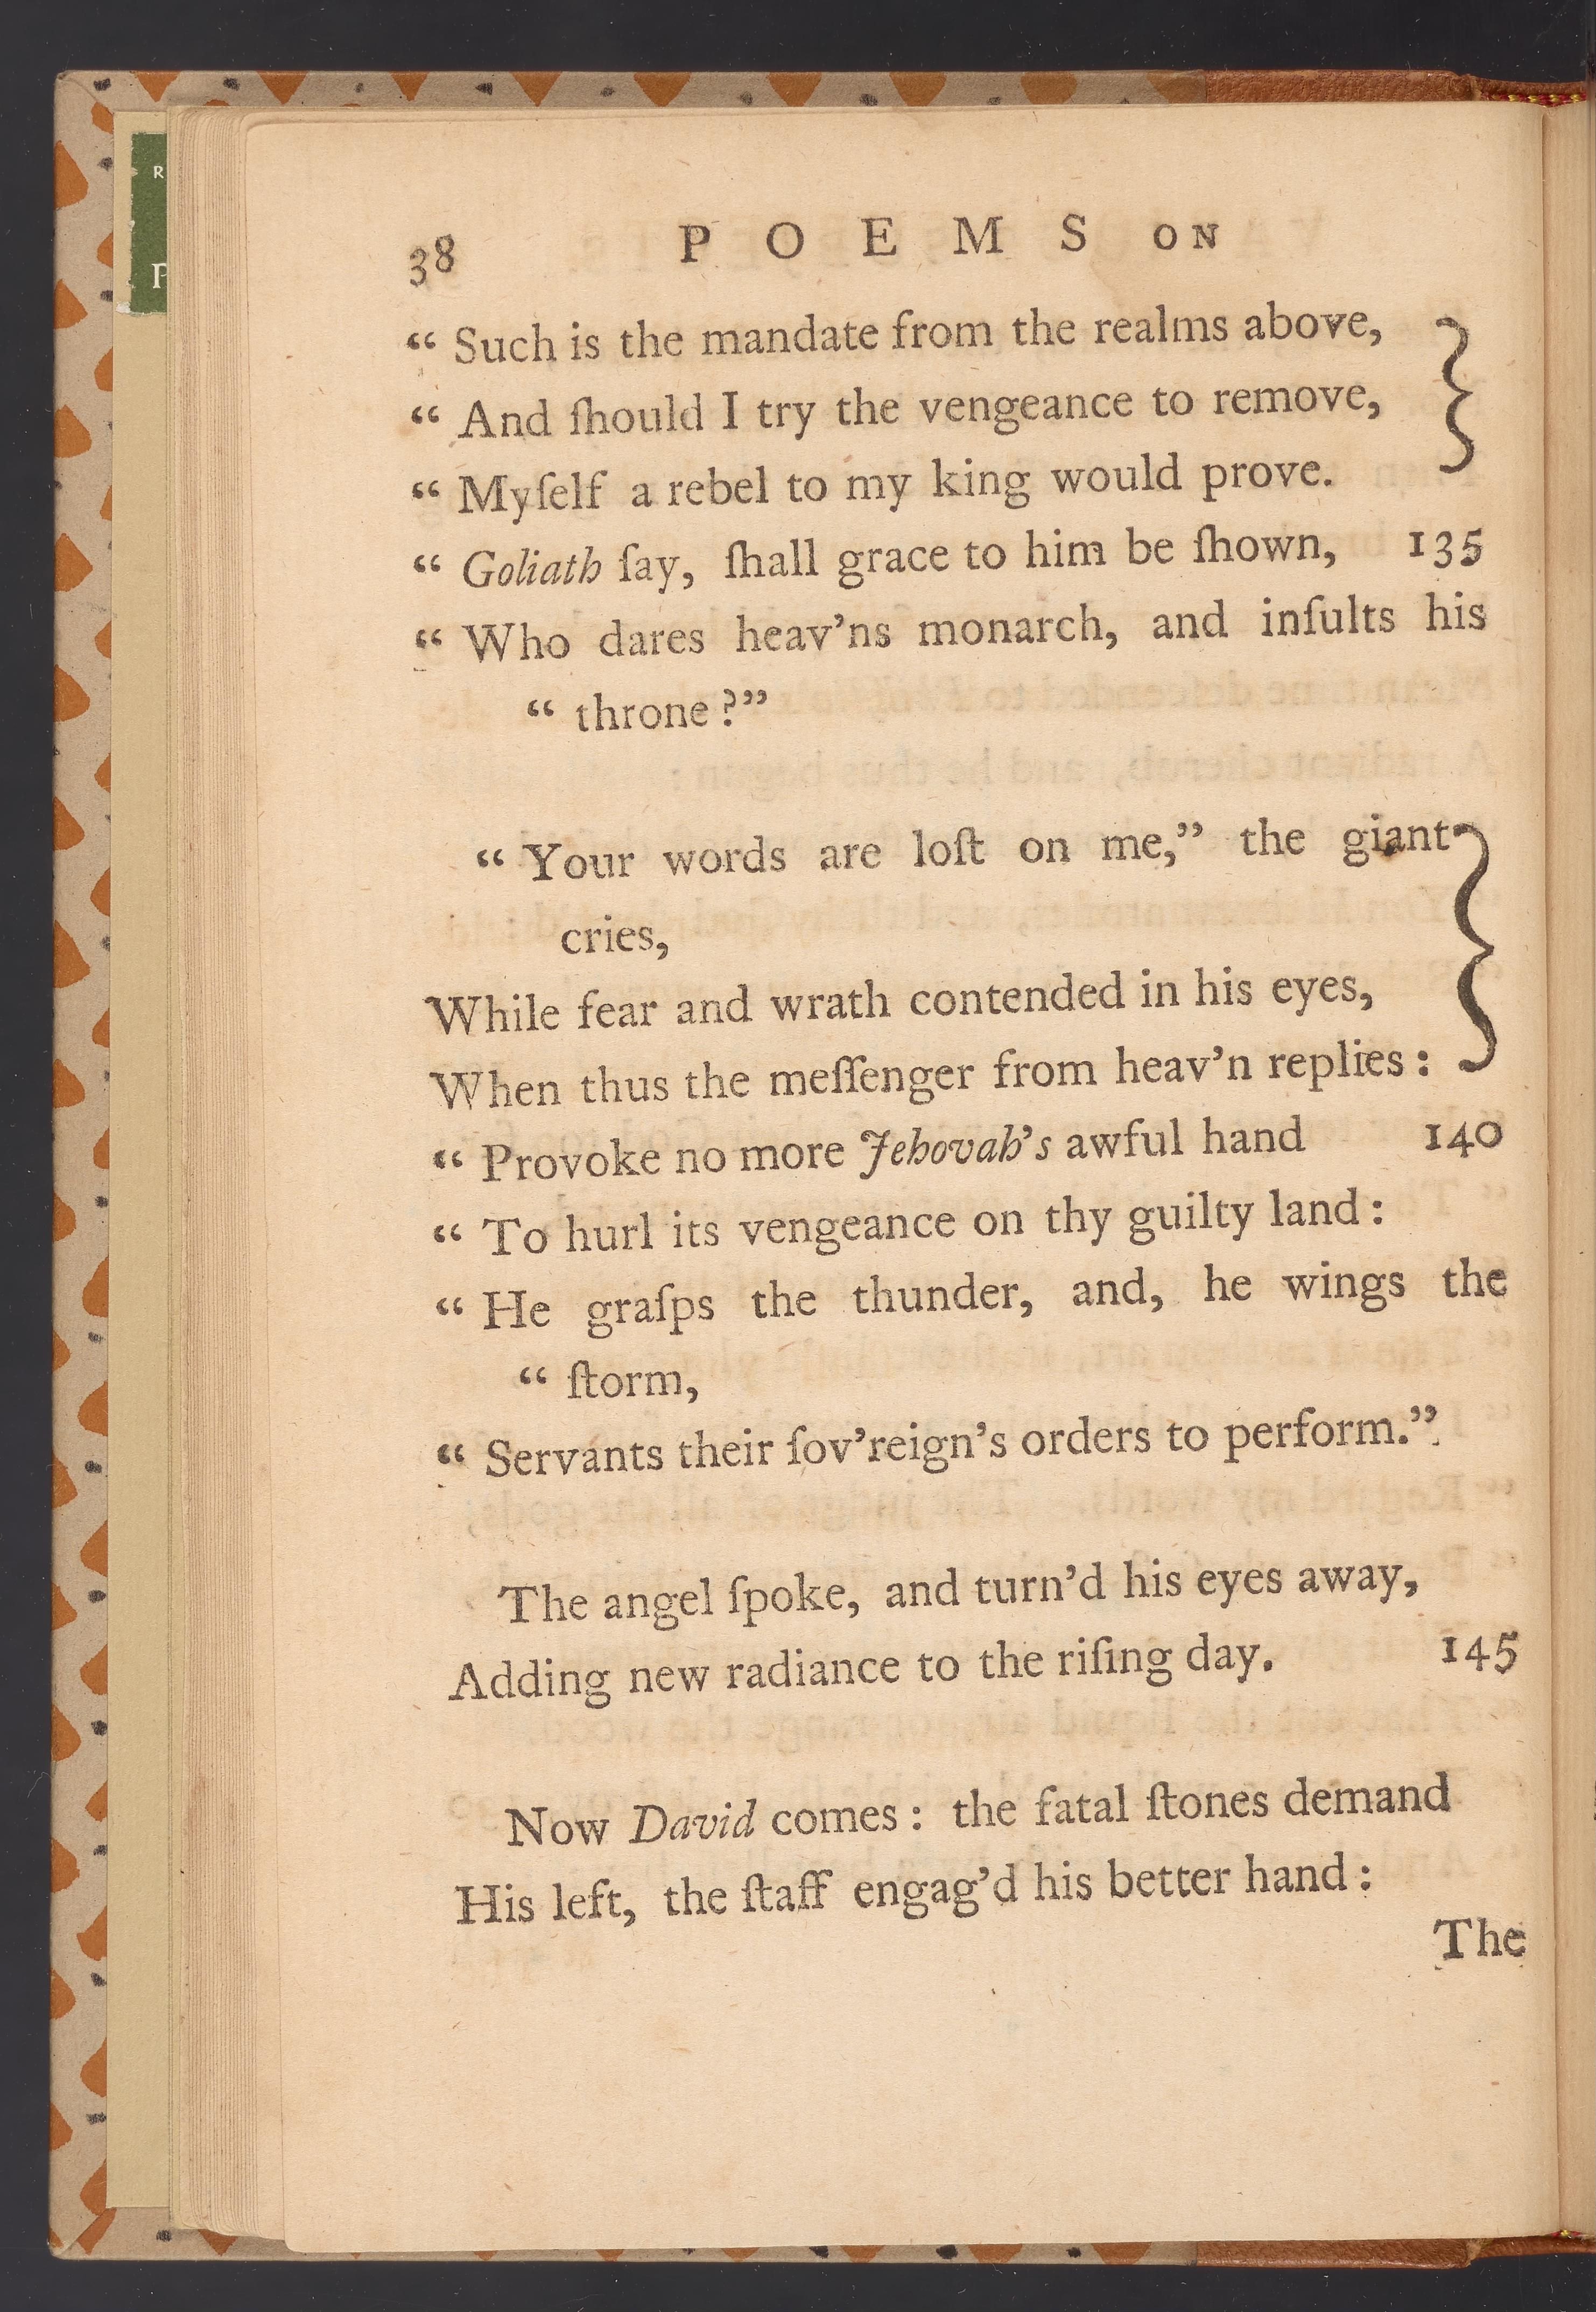 38 POEMS ON
“ Such is the mandate from the realms above,
“ And ſhould I try the vengeance to remove,
“ Myſelf a rebel to my king would prove.
“ Goliath ſay, ſhall grace to him be ſhown, 135
“ Who dares heav’ns monarch, and inſults his
“ throne?”
“ Your words are loſt on me,” the giant
cries,
While fear and wrath contended in his eyes,
When thus the meſſenger from heav’n replies:
“ Provoke no more Jehovah’s awful hand 140
“ To hurl its vengeance on thy guilty land:
“ He graſps the thunder, and, he wings the
“ ſtorm,
“ Servants their ſov’reign’s orders to perform.”
The angel ſpoke, and turn’d his eyes away,
Adding new radiance to the riſing day. 145
Now David comes: the fatal ſtones demand
His left, the ſtaff engag’d his better hand:
The
R
P